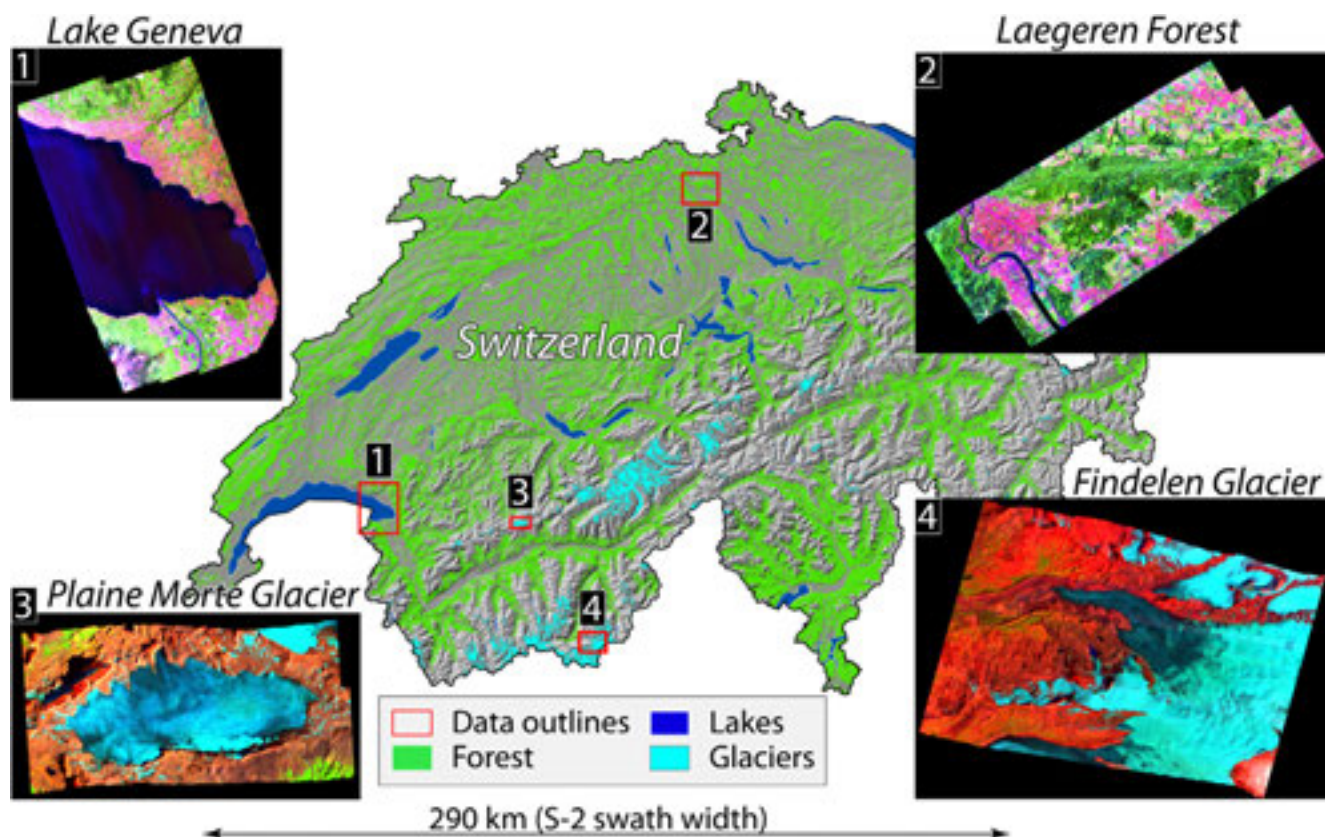 Lake Geneva
1
Laegeren Forest
2
2
Switzerland
1
3
4
Findelen Glacier
4
Plaine Morte Glacier
3
Data outlines
Lakes
Forest
Glaciers
290 km (S-2 swath width)